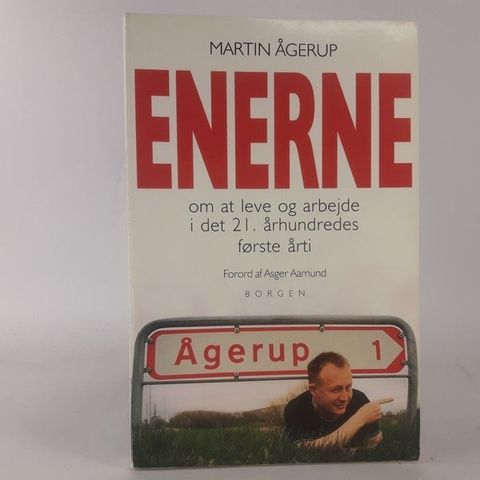 MARTIN ÅGERUP
ENERNE
om at leve og arbejde
i det 21. århundredes
første årti
Forord af Asger Aamund
BORGEN
Ågerup 1